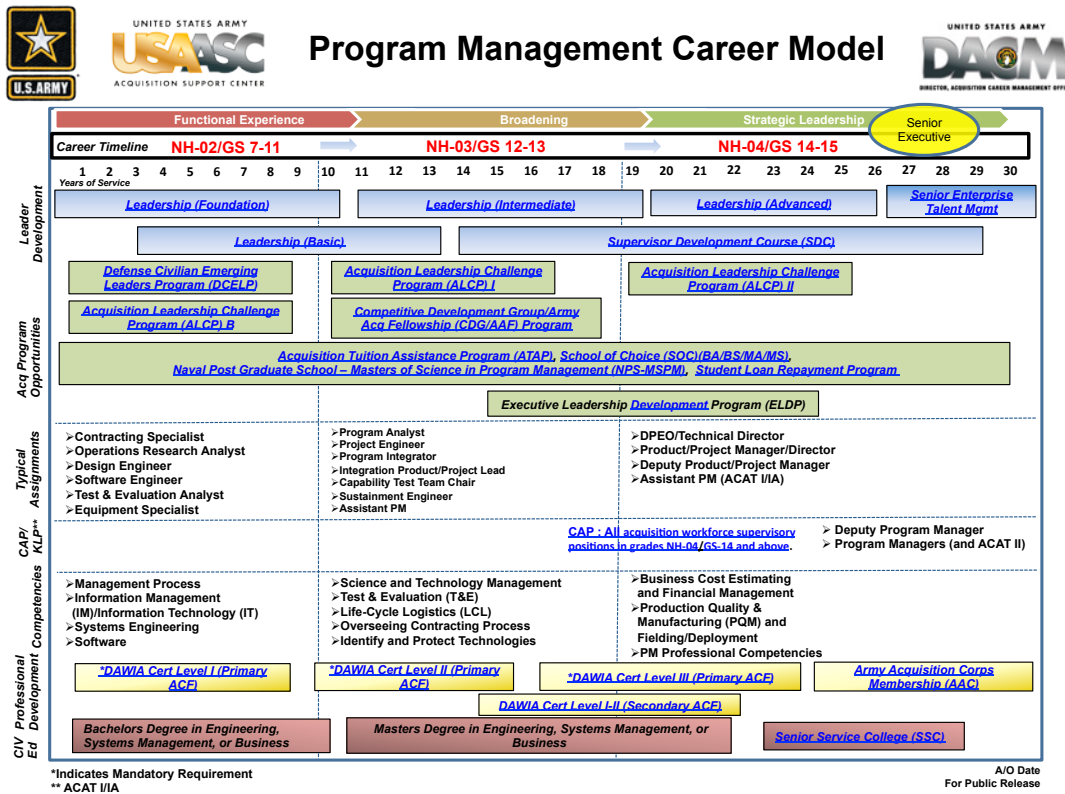 U.S.ARMY
UNITED STATES ARMY
USAASC
ACQUISITION SUPPORT CENTER
Program Management Career Model
UNITED STATES ARMY
DACM
DIRECTOR, ACQUISITION CAREER MANAGEMENT OFF
Functional Experience
Broadening
Strategic Leadership
Senior
Executive
Career Timeline
NH-02/GS 7-11
NH-03/GS 12-13
NH-04/GS 14-15
1 2 3 4 5 6 7 8 9 10 11 12 13 14 15 16 17 18 19 20 21 22 23 24 25 26 27 28 29 30
Years of Service
Leader
Development
Leadership (Foundation)
Leadership (Intermediate)
Leadership (Advanced)
Senior Enterprise
Talent Mgmt
Leadership (Basic)
Supervisor Development Course (SDC)
Defense Civilian Emerging
Leaders Program (DCELP)
Acquisition Leadership Challenge
Program (ALCP) I
Acquisition Leadership Challenge
Program (ALCP) II
Acq Program
Opportunities
Acquisition Leadership Challenge
Program (ALCP) B
Competitive Development Group/Army
Acq Fellowship (CDG/AAF) Program
Acquisition Tuition Assistance Program (ATAP), School of Choice (SOC)(BA/BS/MA/MS),
Naval Post Graduate School – Masters of Science in Program Management (NPS-MSPM), Student Loan Repayment Program
Executive Leadership Development Program (ELDP)
Typical
Assignments
➢Contracting Specialist
➢Operations Research Analyst
➢Design Engineer
➢Software Engineer
➢Test & Evaluation Analyst
➢Equipment Specialist
➢Program Analyst
➢Project Engineer
➢Program Integrator
➢Integration Product/Project Lead
➢Capability Test Team Chair
➢Sustainment Engineer
➢Assistant PM
➢DPEO/Technical Director
➢Product/Project Manager/Director
➢Deputy Product/Project Manager
➢Assistant PM (ACAT I/IA)
CAP/
KLP**
CAP : All acquisition workforce supervisory
positions in grades NH-04/GS-14 and above.
➢ Deputy Program Manager
➢ Program Managers (and ACAT II)
Competencies
➢Management Process
➢Information Management
(IM)/Information Technology (IT)
➢Systems Engineering
➢Software
➢Science and Technology Management
➢Test & Evaluation (T&E)
➢Life-Cycle Logistics (LCL)
➢Overseeing Contracting Process
➢Identify and Protect Technologies
➢Business Cost Estimating
and Financial Management
➢Production Quality &
Manufacturing (PQM) and
Fielding/Deployment
➢PM Professional Competencies
Professional
Development
*DAWIA Cert Level I (Primary
ACF)
*DAWIA Cert Level II (Primary
ACF)
*DAWIA Cert Level III (Primary ACF)
Army Acquisition Corps
Membership (AAC)
DAWIA Cert Level I-II (Secondary ACF)
CIV
Ed
Bachelors Degree in Engineering,
Systems Management, or Business
Masters Degree in Engineering, Systems Management, or
Business
Senior Service College (SSC)
*Indicates Mandatory Requirement
** ACAT I/IA
A/O Date
For Public Release